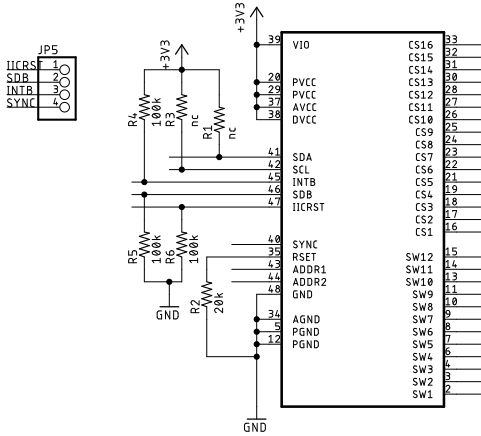 +3V3
JP5
IICRST 1
SDB 2
INTB 3
SYNC 4
+3V3
R4 100k
R3 nc
R1 nc
39 VIO
20 PVCC
29 PVCC
37 AVCC
38 DVCC
41 SDA
42 SCL
45 INTB
46 SDB
47 IICRST
40 SYNC
35 RSET
43 ADDR1
44 ADDR2
48 GND
34 AGND
5 PGND
12 PGND
R5 100k
R6 100k
R2 20k
GND
GND
CS16 33
CS15 32
CS14 31
CS13 30
CS12 28
CS11 27
CS10 26
CS9 25
CS8 24
CS7 23
CS6 22
CS5 21
CS4 19
CS3 18
CS2 17
CS1 16
SW12 15
SW11 14
SW10 13
SW9 11
SW8 10
SW7 9
SW6 8
SW5 7
SW4 6
SW3 4
SW2 3
SW1 2